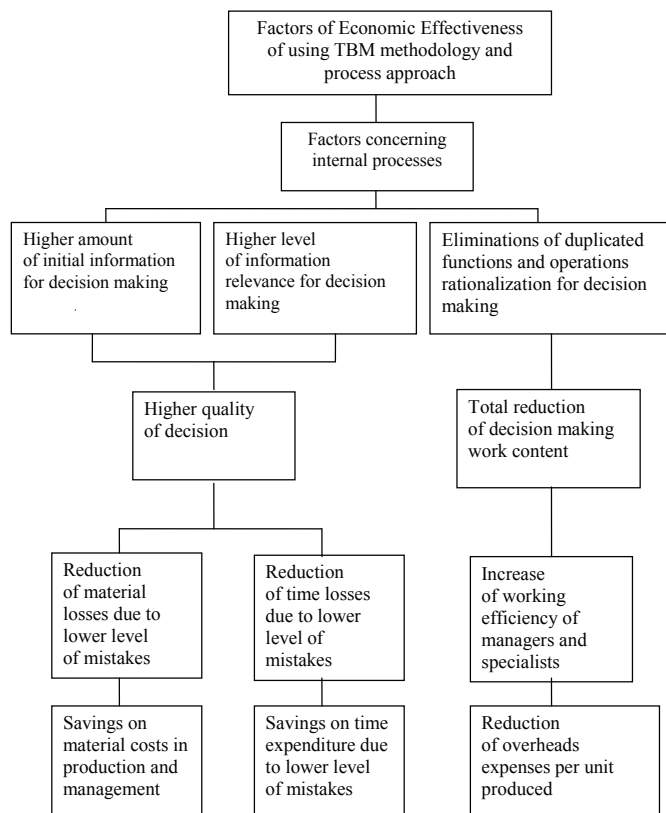 Factors of Economic Effectiveness
of using TBM methodology and
process approach
Factors concerning
internal processes
Higher amount
of initial information
for decision making
Higher level
of information
relevance for decision
making
Eliminations of duplicated
functions and operations
rationalization for decision
making
Higher quality
of decision
Total reduction
of decision making
work content
Reduction
of material
losses due to
lower level
of mistakes
Reduction
of time losses
due to lower
level of
mistakes
Increase
of working
efficiency of
managers and
specialists
Savings on
material costs in
production and
management
Savings on time
expenditure due
to lower level of
mistakes
Reduction
of overheads
expenses per unit
produced